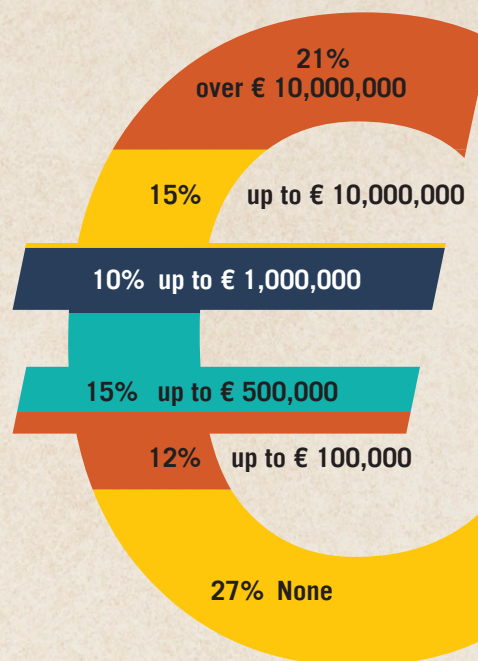 21%
over € 10,000,000
15% up to € 10,000,000
10% up to € 1,000,000
15% up to € 500,000
12% up to € 100,000
27% None